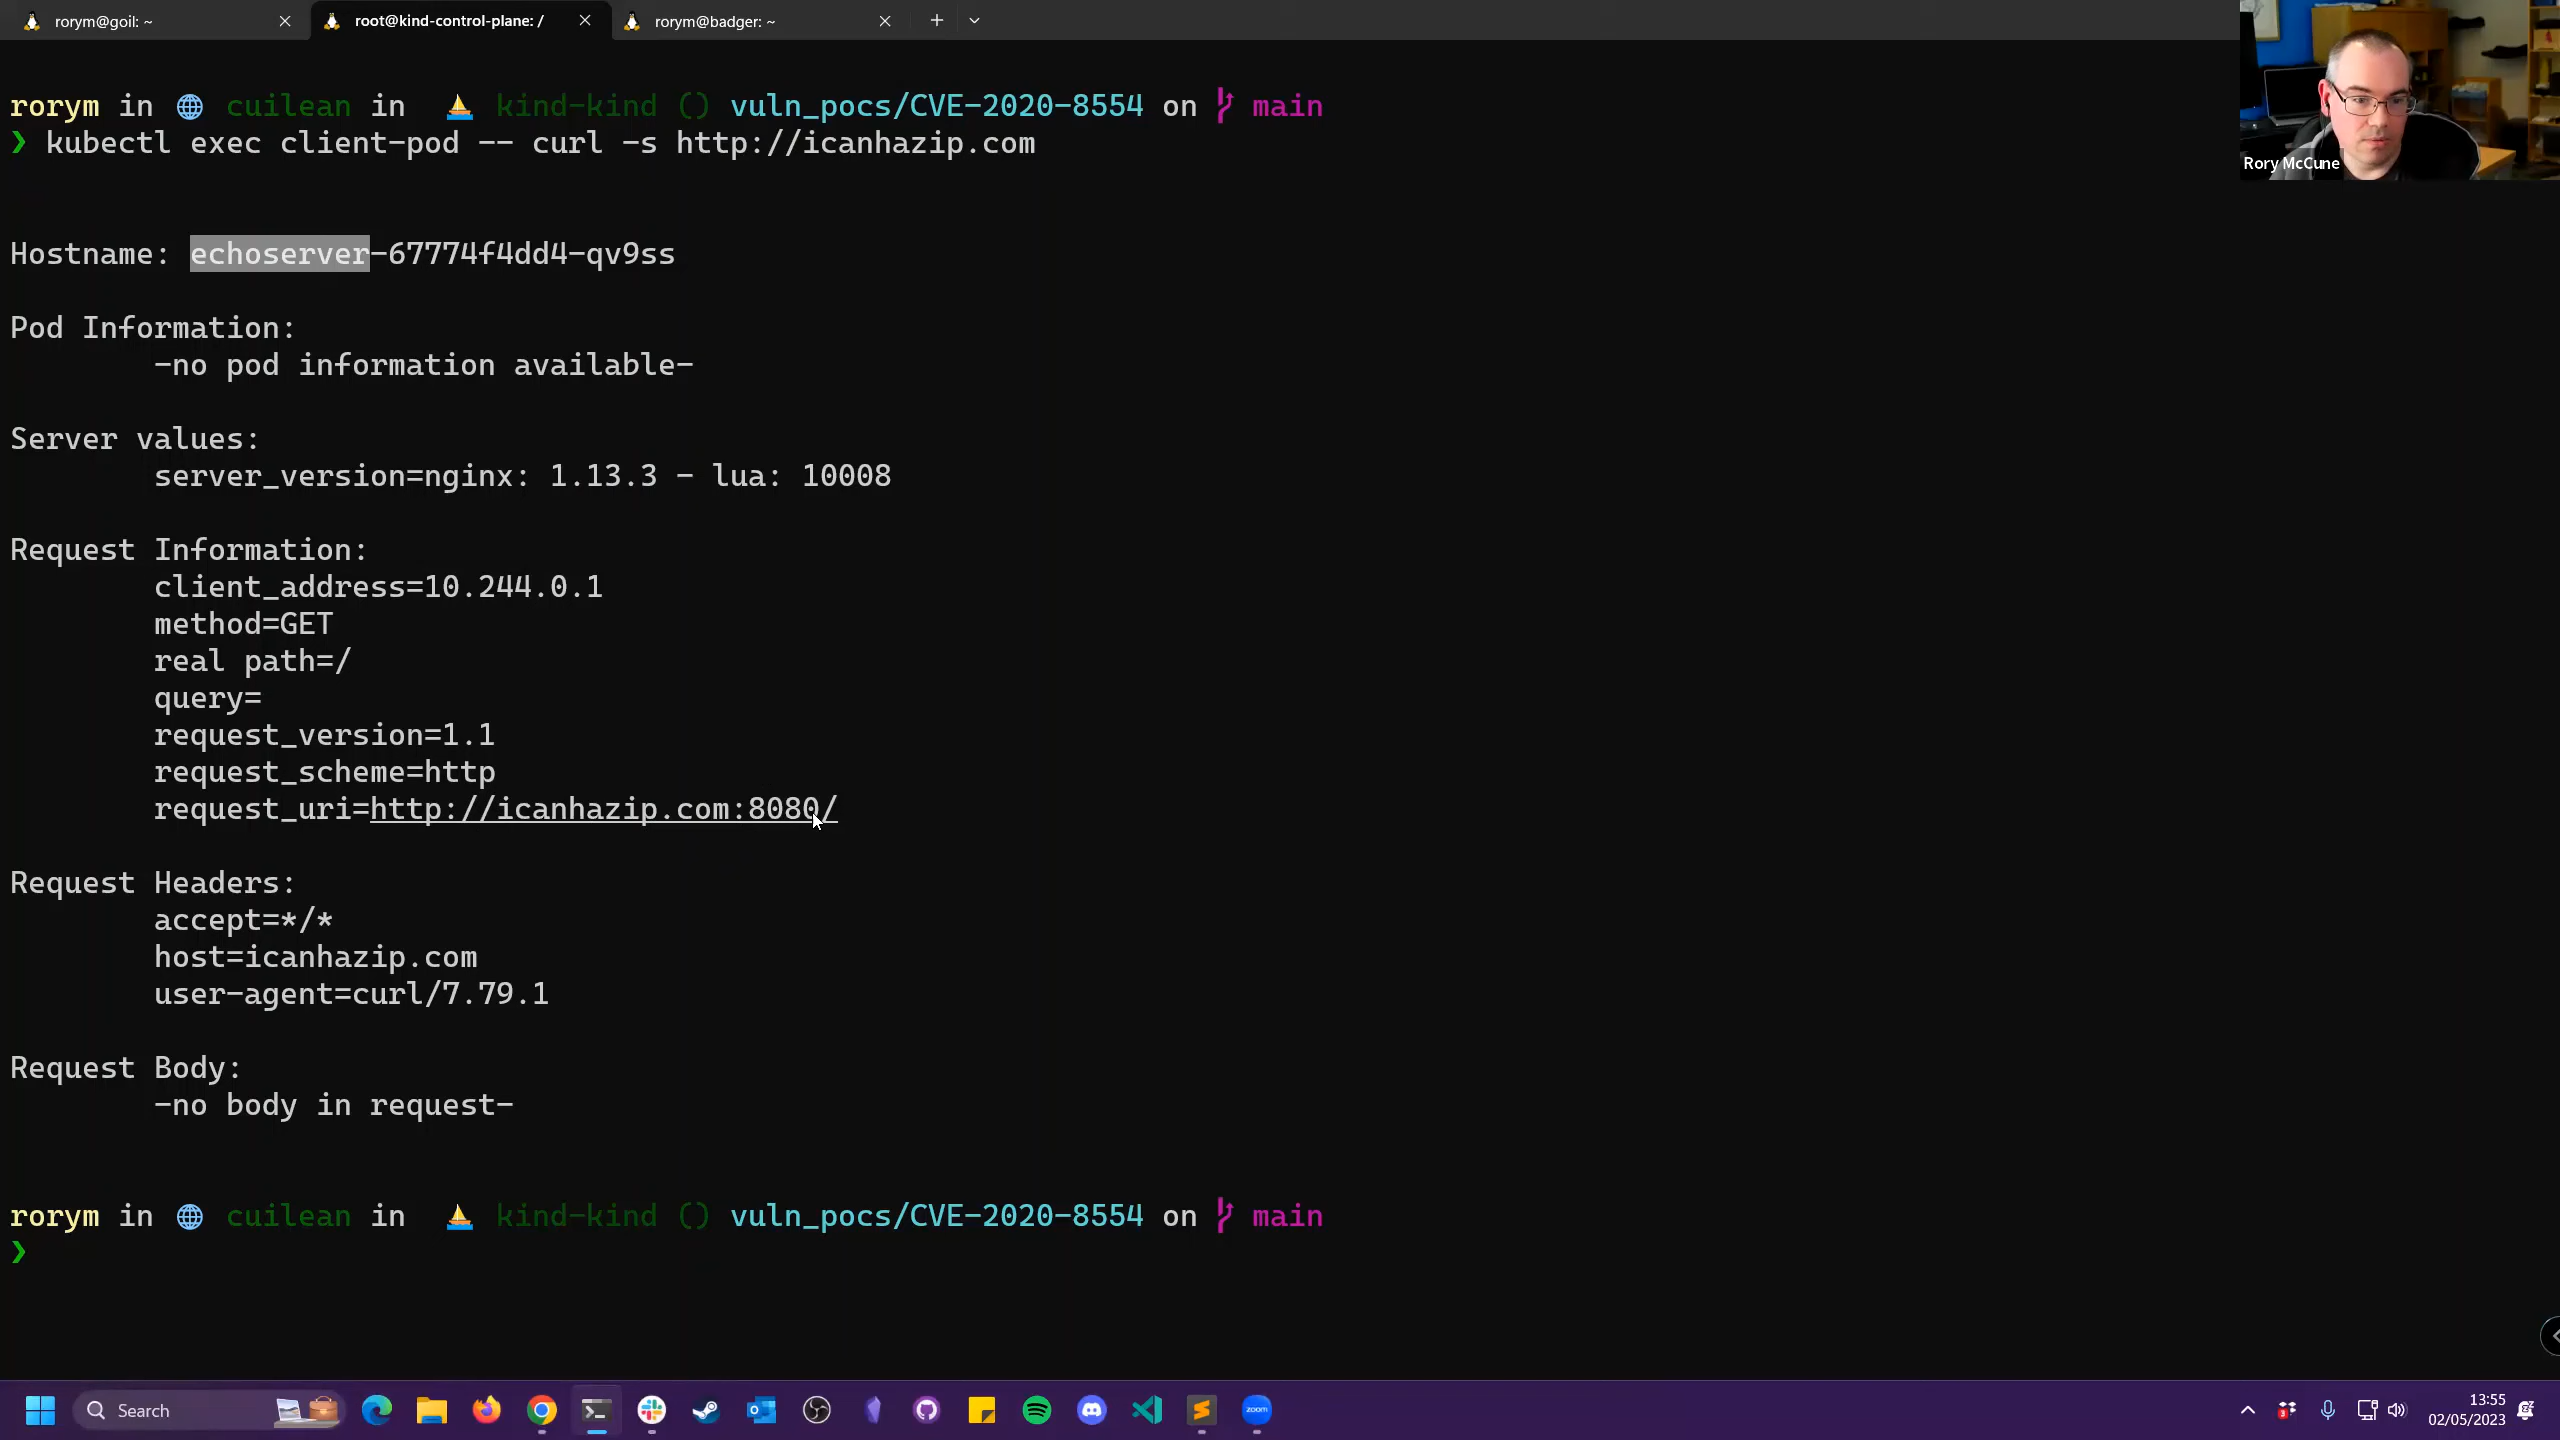 rorym@goil: ~
root@kind-control-plane: /
rorym@badger: ~
rorym in cuilean in kind-kind () vuln_pocs/CVE-2020-8554 on main
❯ kubectl exec client-pod -- curl -s http://icanhazip.com
Rory McCune
Hostname: echoserver-67774f4dd4-qv9ss
Pod Information:
-no pod information available-
Server values:
server_version=nginx: 1.13.3 - lua: 10008
Request Information:
client_address=10.244.0.1
method=GET
real path=/
query=
request_version=1.1
request_scheme=http
request_uri=http://icanhazip.com:8080/
Request Headers:
accept=*/*
host=icanhazip.com
user-agent=curl/7.79.1
Request Body:
-no body in request-
rorym in cuilean in kind-kind () vuln_pocs/CVE-2020-8554 on main
❯
Search
zoom
13:55
02/05/2023